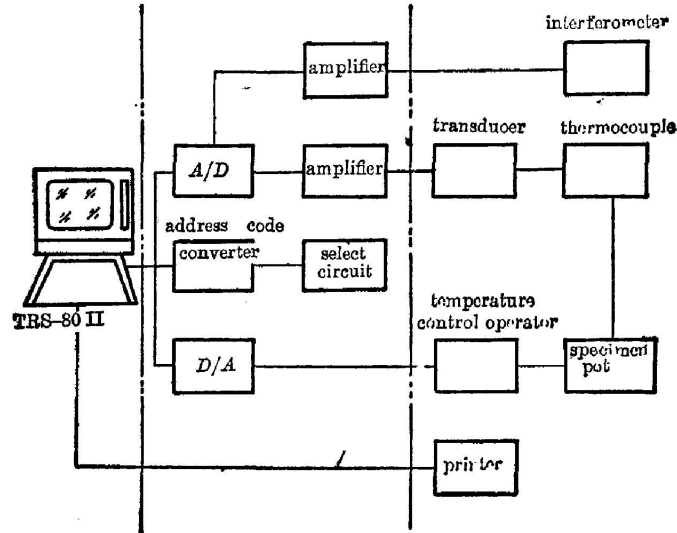 interferometer
amplifier
transducer
thermocouple
A/D
amplifier
address code
converter
select
circuit
TRS-80 II
temperature
control operator
D/A
specimen
pot
printer